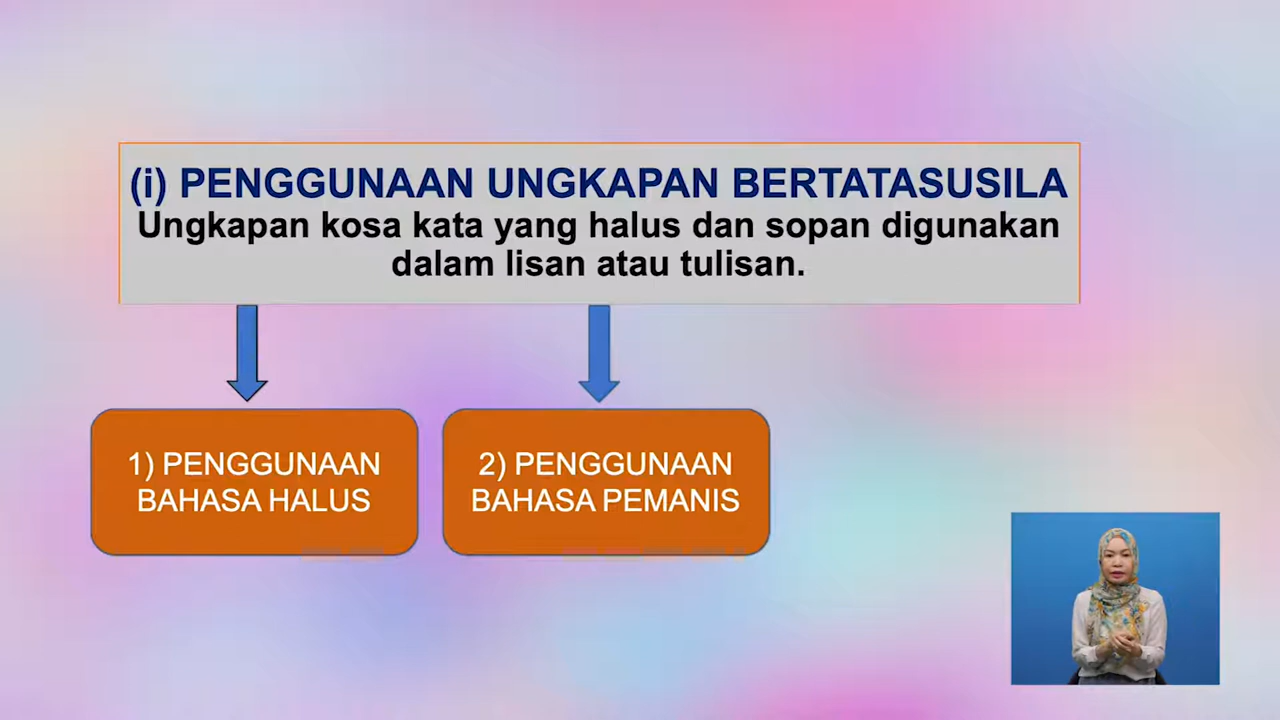 (i) PENGGUNAAN UNGKAPAN BERTATASUSILA
Ungkapan kosa kata yang halus dan sopan digunakan
dalam lisan atau tulisan.
1) PENGGUNAAN
BAHASA HALUS
2) PENGGUNAAN
BAHASA PEMANIS